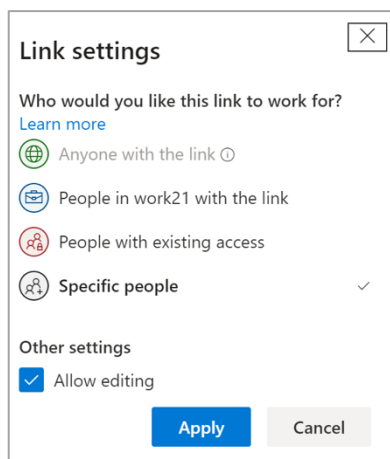 Link settings
Who would you like this link to work for?
Learn more
Anyone with the link
People in work21 with the link
People with existing access
Specific people
Other settings
Allow editing
Apply Cancel